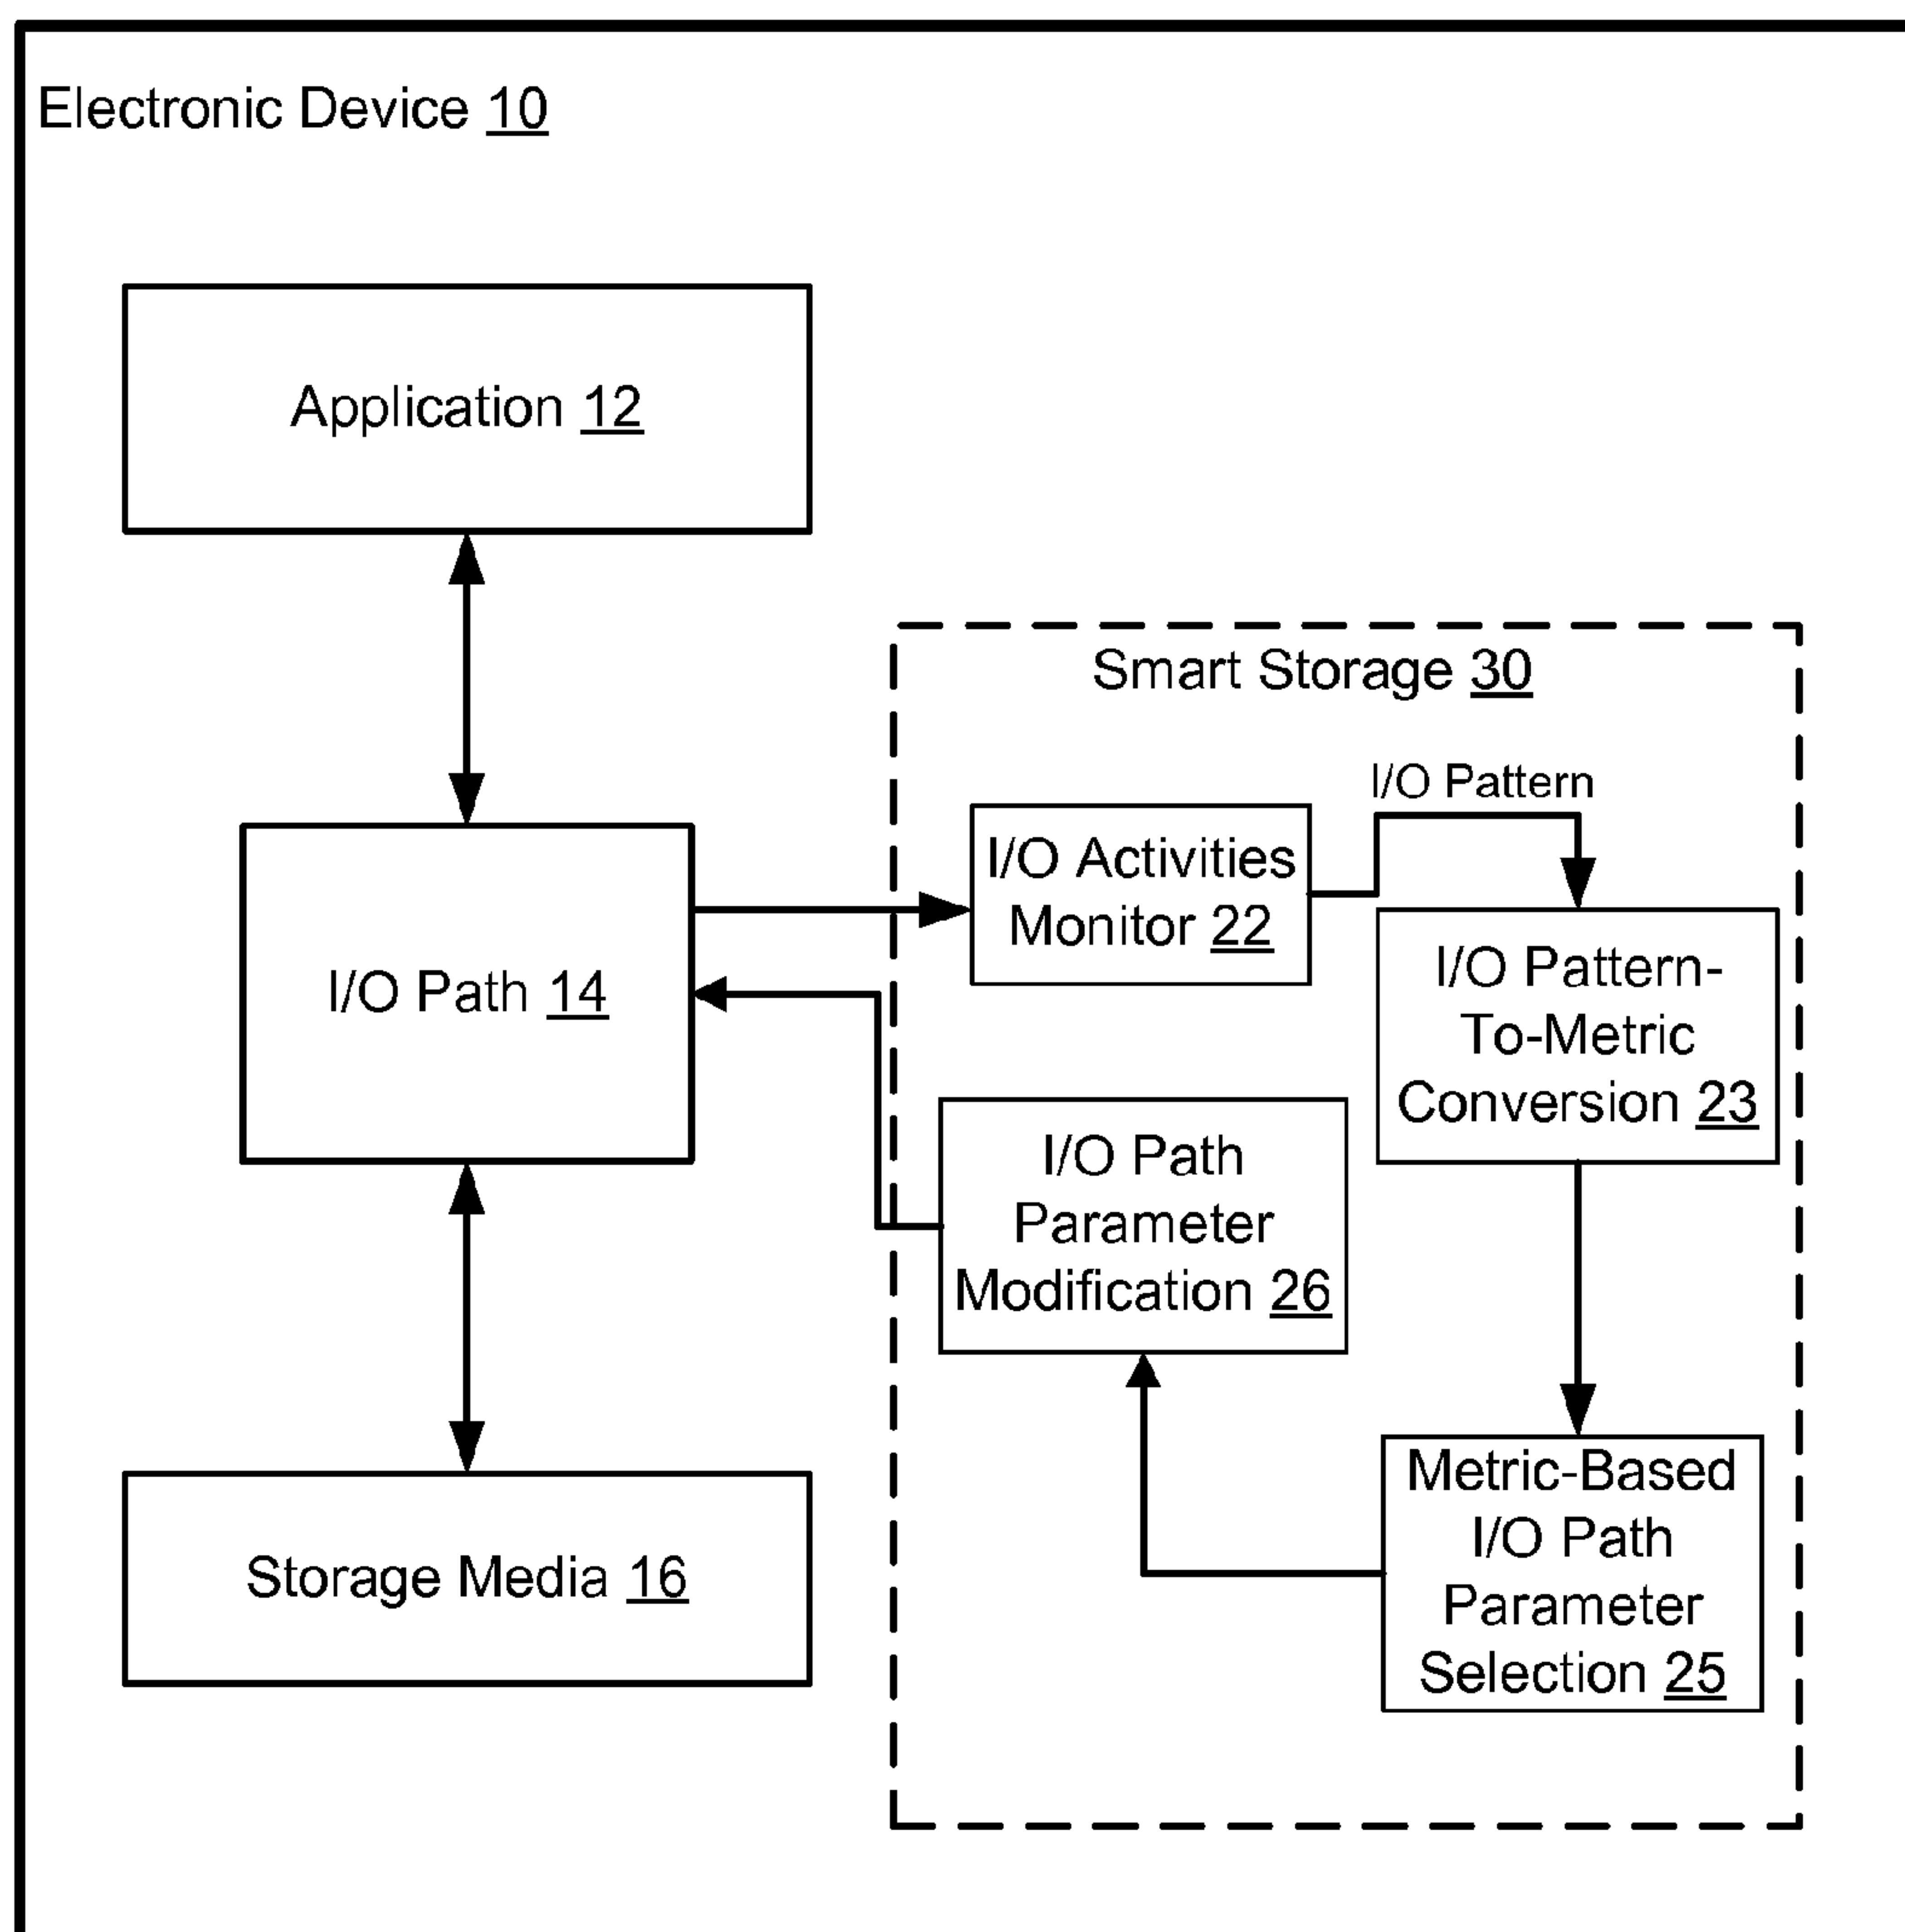 Electronic Device 10
Application 12
Smart Storage 30
I/O Pattern
I/O Activities
Monitor 22
I/O Path 14
I/O Pattern-
To-Metric
Conversion 23
I/O Path
Parameter
Modification 26
Metric-Based
I/O Path
Parameter
Selection 25
Storage Media 16